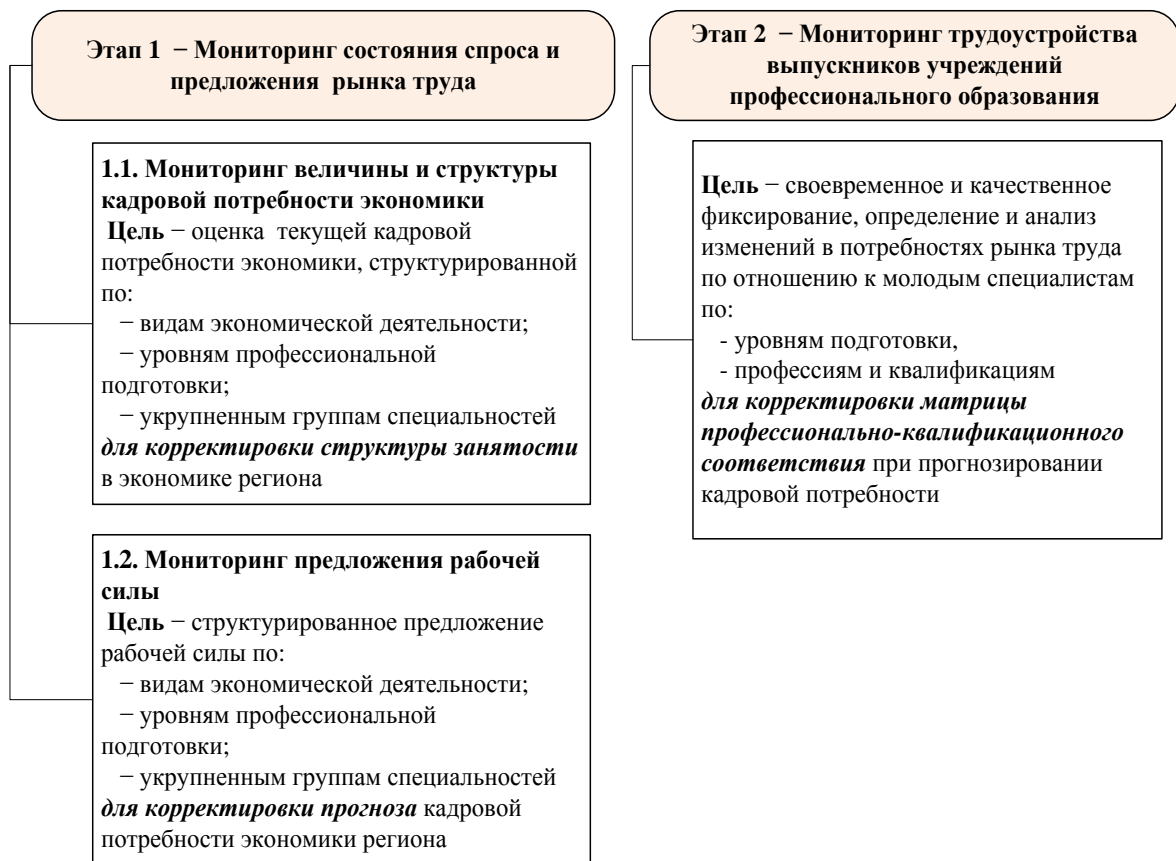 Этап 1 − Мониторинг состояния спроса и
предложения рынка труда
1.1. Мониторинг величины и структуры
кадровой потребности экономики
Цель − оценка текущей кадровой
потребности экономики, структурированной
по:
− видам экономической деятельности;
− уровням профессиональной
подготовки;
− укрупненным группам специальностей
для корректировки структуры занятости
в экономике региона
1.2. Мониторинг предложения рабочей
силы
Цель − структурированное предложение
рабочей силы по:
− видам экономической деятельности;
− уровням профессиональной
подготовки;
− укрупненным группам специальностей
для корректировки прогноза кадровой
потребности экономики региона
Этап 2 − Мониторинг трудоустройства
выпускников учреждений
профессионального образования
Цель − своевременное и качественное
фиксирование, определение и анализ
изменений в потребностях рынка труда
по отношению к молодым специалистам
по:
- уровням подготовки,
- профессиям и квалификациям
для корректировки матрицы
профессионально-квалификационного
соответствия при прогнозировании
кадровой потребности